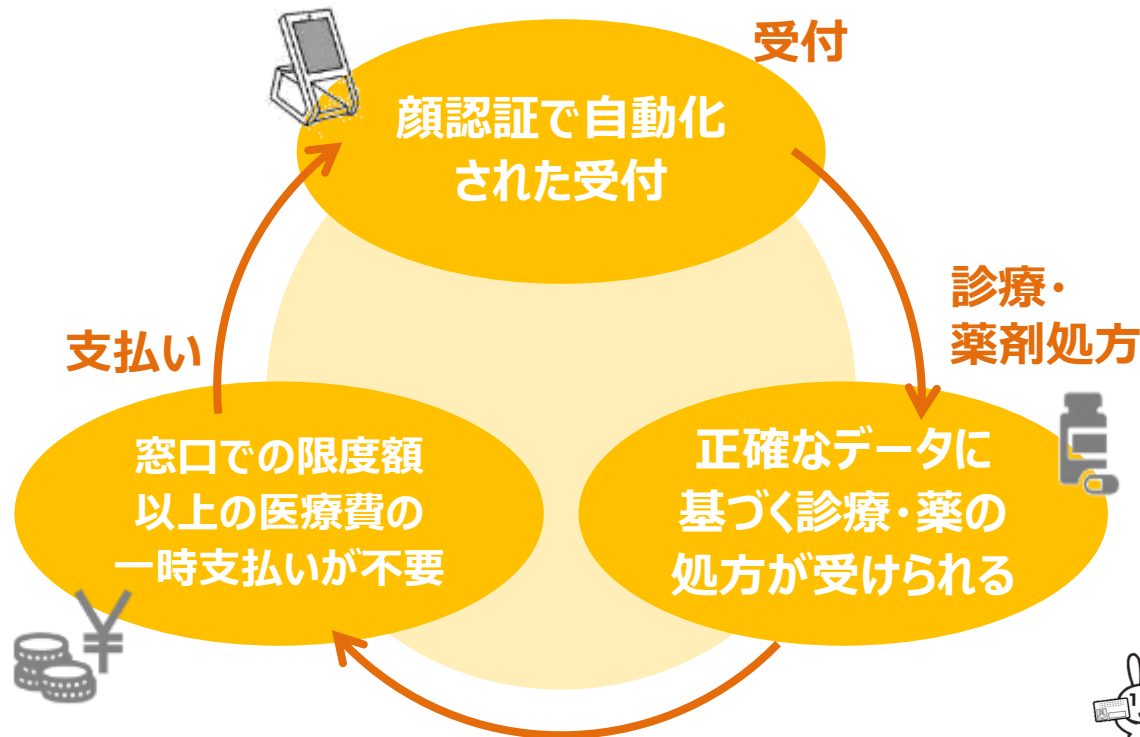 受付
顔認証で自動化
された受付
診療・
薬剤処方
正確なデータに
基づく診療・薬の
処方が受けられる
支払い
窓口での限度額
以上の医療費の
一時支払いが不要
¥